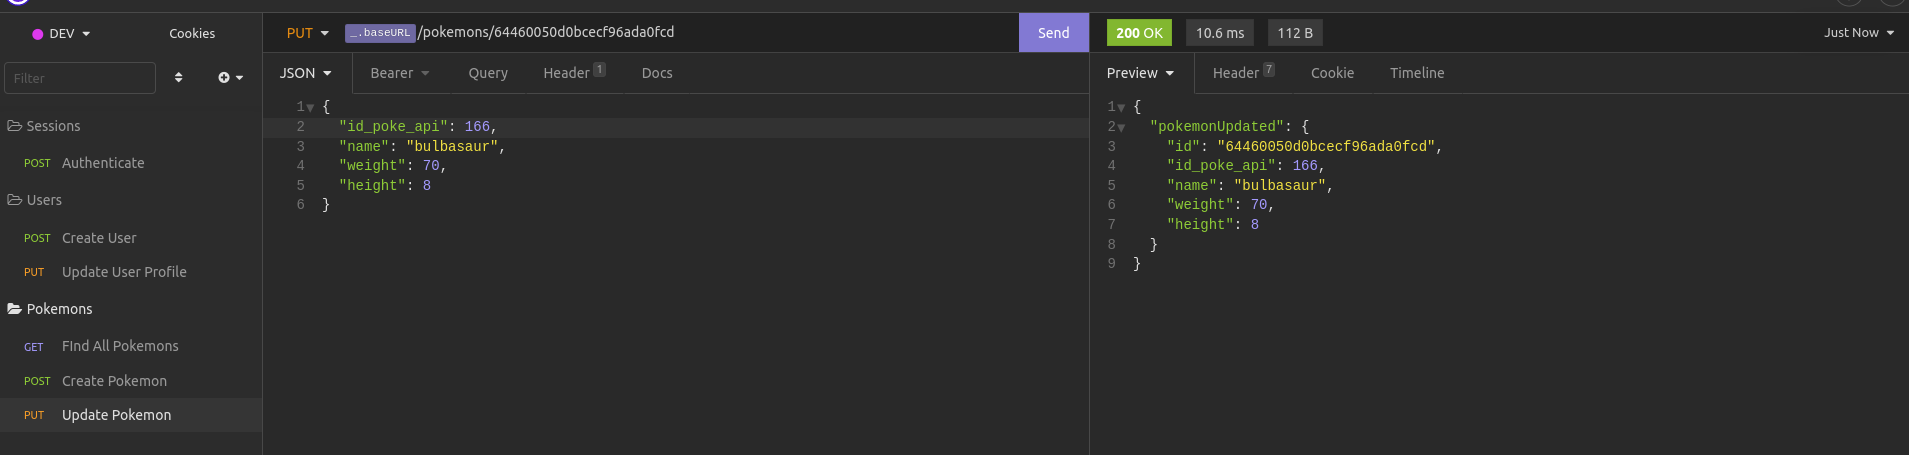 DEV
Cookies
Filter
Sessions
POST Authenticate
Users
POST Create User
PUT Update User Profile
Pokemons
GET FInd All Pokemons
POST Create Pokemon
PUT Update Pokemon
PUT _.baseURL /pokemons/64460050d0bcecf96ada0fcd Send
JSON Bearer Query Header 1 Docs
1 {
2 "id_poke_api": 166,
3 "name": "bulbasaur",
4 "weight": 70,
5 "height": 8
6 }
200 OK 10.6 ms 112 B Just Now
Preview Header 7 Cookie Timeline
1 {
2 "pokemonUpdated": {
3 "id": "64460050d0bcecf96ada0fcd",
4 "id_poke_api": 166,
5 "name": "bulbasaur",
6 "weight": 70,
7 "height": 8
8 }
9 }